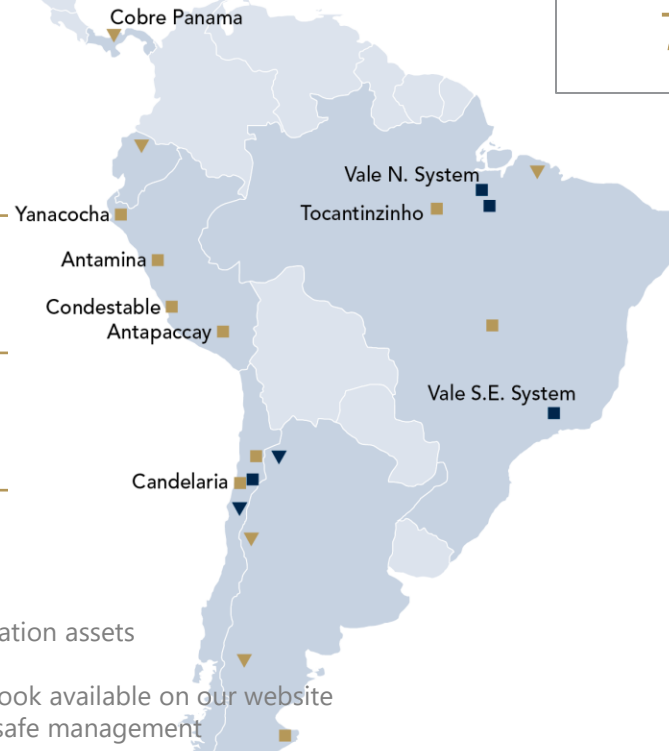 Cobre Panama
Vale N. System
Tocantinzinho
Yanacocha
Antamina
Condestable
Antapaccay
Vale S.E. System
Candelaria
ation assets
ook available on our website
safe management